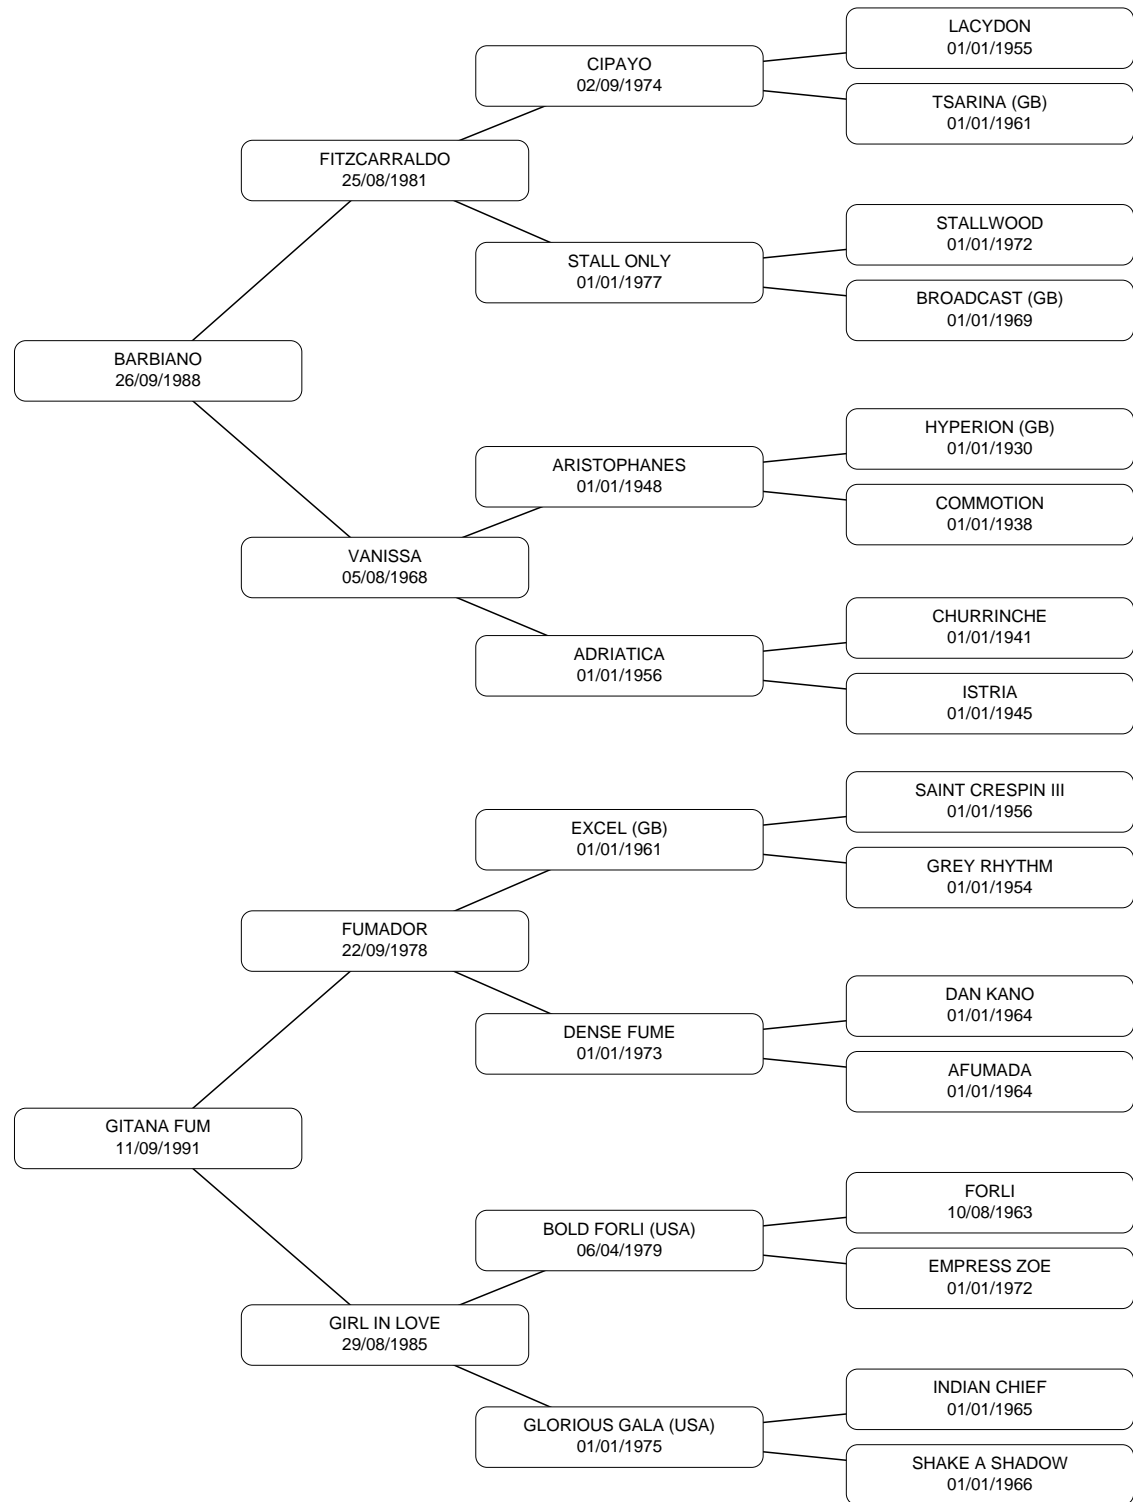 LACYDON
01/01/1955
CIPAYO
02/09/1974
TSARINA (GB)
01/01/1961
FITZCARRALDO
25/08/1981
STALLWOOD
01/01/1972
STALL ONLY
01/01/1977
BROADCAST (GB)
01/01/1969
BARBIANO
26/09/1988
HYPERION (GB)
01/01/1930
ARISTOPHANES
01/01/1948
COMMOTION
01/01/1938
VANISSA
05/08/1968
CHURRINCHE
01/01/1941
ADRIATICA
01/01/1956
ISTRIA
01/01/1945
SAINT CRESPIN III
01/01/1956
EXCEL (GB)
01/01/1961
GREY RHYTHM
01/01/1954
FUMADOR
22/09/1978
DAN KANO
01/01/1964
DENSE FUME
01/01/1973
AFUMADA
01/01/1964
GITANA FUM
11/09/1991
FORLI
10/08/1963
BOLD FORLI (USA)
06/04/1979
EMPRESS ZOE
01/01/1972
GIRL IN LOVE
29/08/1985
INDIAN CHIEF
01/01/1965
GLORIOUS GALA (USA)
01/01/1975
SHAKE A SHADOW
01/01/1966